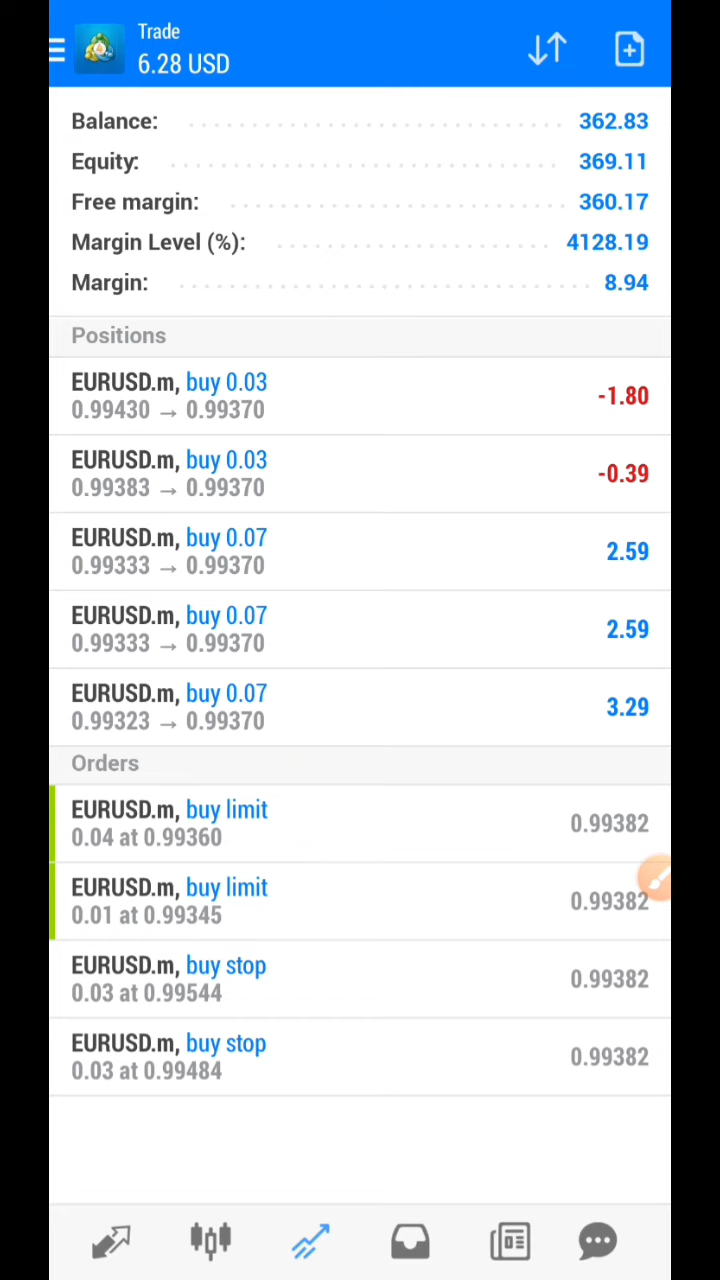 Trade
6.28 USD
Balance: 362.83
Equity: 369.11
Free margin: 360.17
Margin Level (%): 4128.19
Margin: 8.94
Positions
EURUSD.m, buy 0.03
0.99430 → 0.99370 -1.80
EURUSD.m, buy 0.03
0.99383 → 0.99370 -0.39
EURUSD.m, buy 0.07
0.99333 → 0.99370 2.59
EURUSD.m, buy 0.07
0.99333 → 0.99370 2.59
EURUSD.m, buy 0.07
0.99323 → 0.99370 3.29
Orders
EURUSD.m, buy limit
0.04 at 0.99360 0.99382
EURUSD.m, buy limit
0.01 at 0.99345 0.99382
EURUSD.m, buy stop
0.03 at 0.99544 0.99382
EURUSD.m, buy stop
0.03 at 0.99484 0.99382